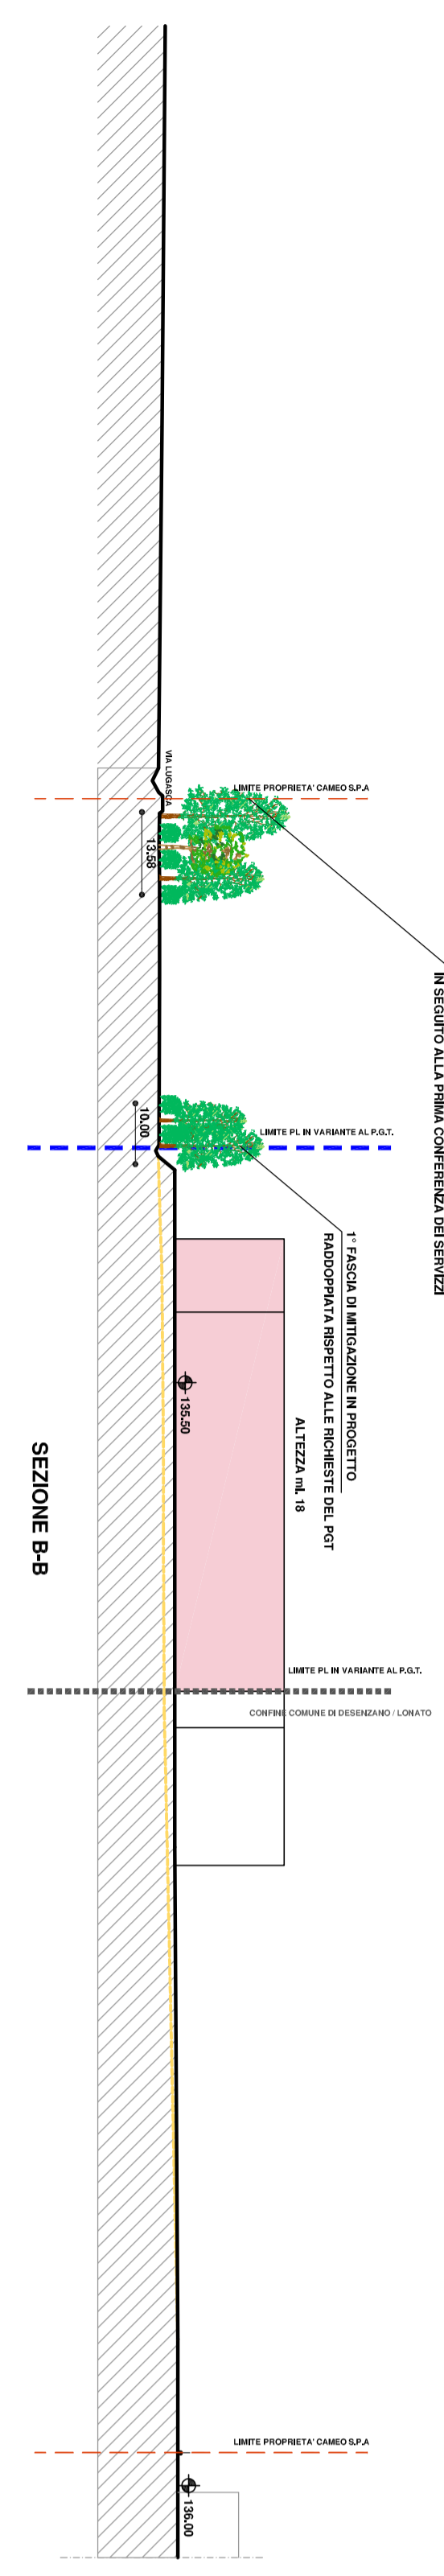 IN SEGUITO ALLA PRIMA CONFERENZA DEI SERVIZZI
LIMITE PROPRIETA' CAMEO S.P.A
VIA LUGASCA
13.58
LIMITE PL IN VARIANTE AL P.G.T.
10.00
1° FASCIA DI MITIGAZIONE IN PROGETTO
RADDOPPIATA RISPETTO ALLE RICHIESTE DEL PGT
ALTEZZA ml. 18
135.50
SEZIONE B-B
LIMITE PL IN VARIANTE AL P.G.T.
CONFINE COMUNE DI DESENZANO / LONATO
LIMITE PROPRIETA' CAMEO S.P.A
136.00